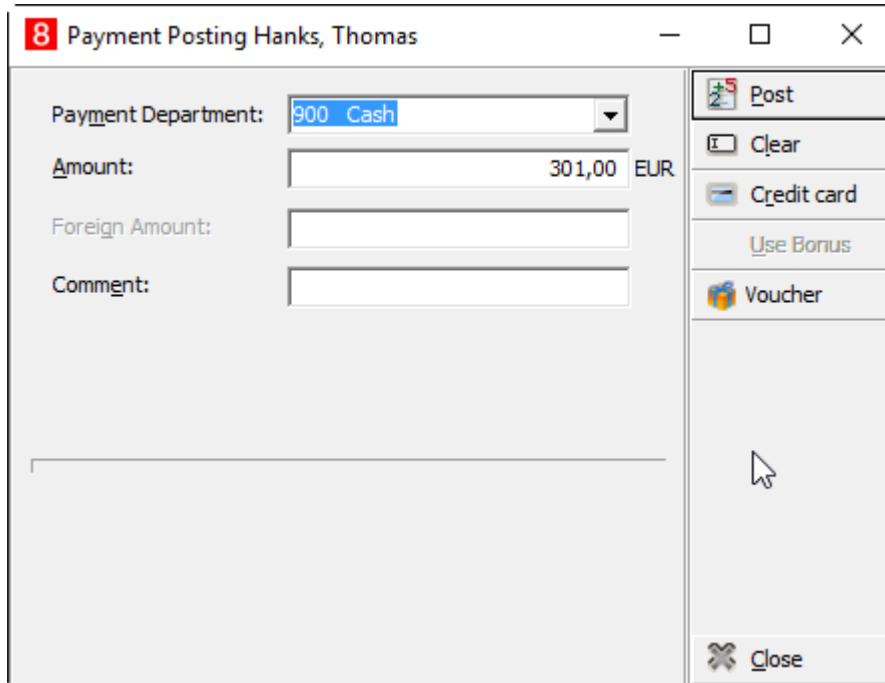 8 Payment Posting Hanks, Thomas
Payment Department: 900 Cash
Amount: 301,00 EUR
Foreign Amount:
Comment:
Post
Clear
Credit card
Use Bonus
Voucher
Close